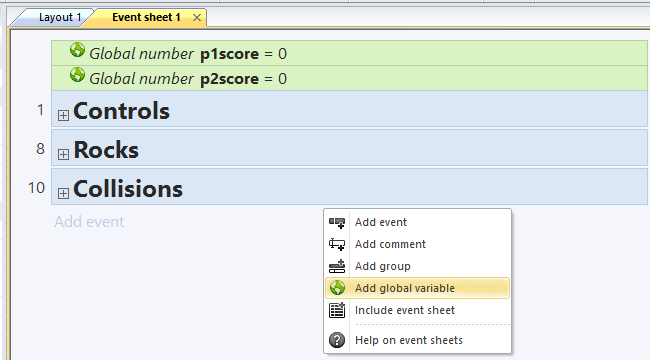 Layout 1 Event sheet 1
Global number p1score = 0
Global number p2score = 0
1 Controls
8 Rocks
10 Collisions
Add event
Add event
Add comment
Add group
Add global variable
Include event sheet
Help on event sheets